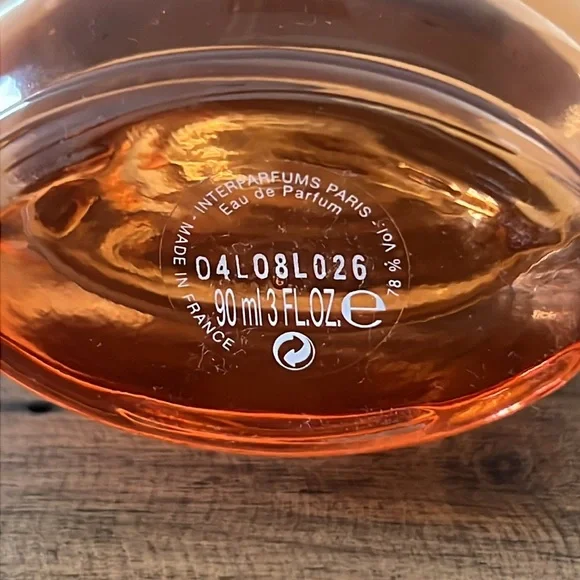 MADE IN FRANCE - INTERPARFUMS PARIS - 78 % Vol
Eau de Parfum
04L08L026
90 ml 3 FL.OZ. e